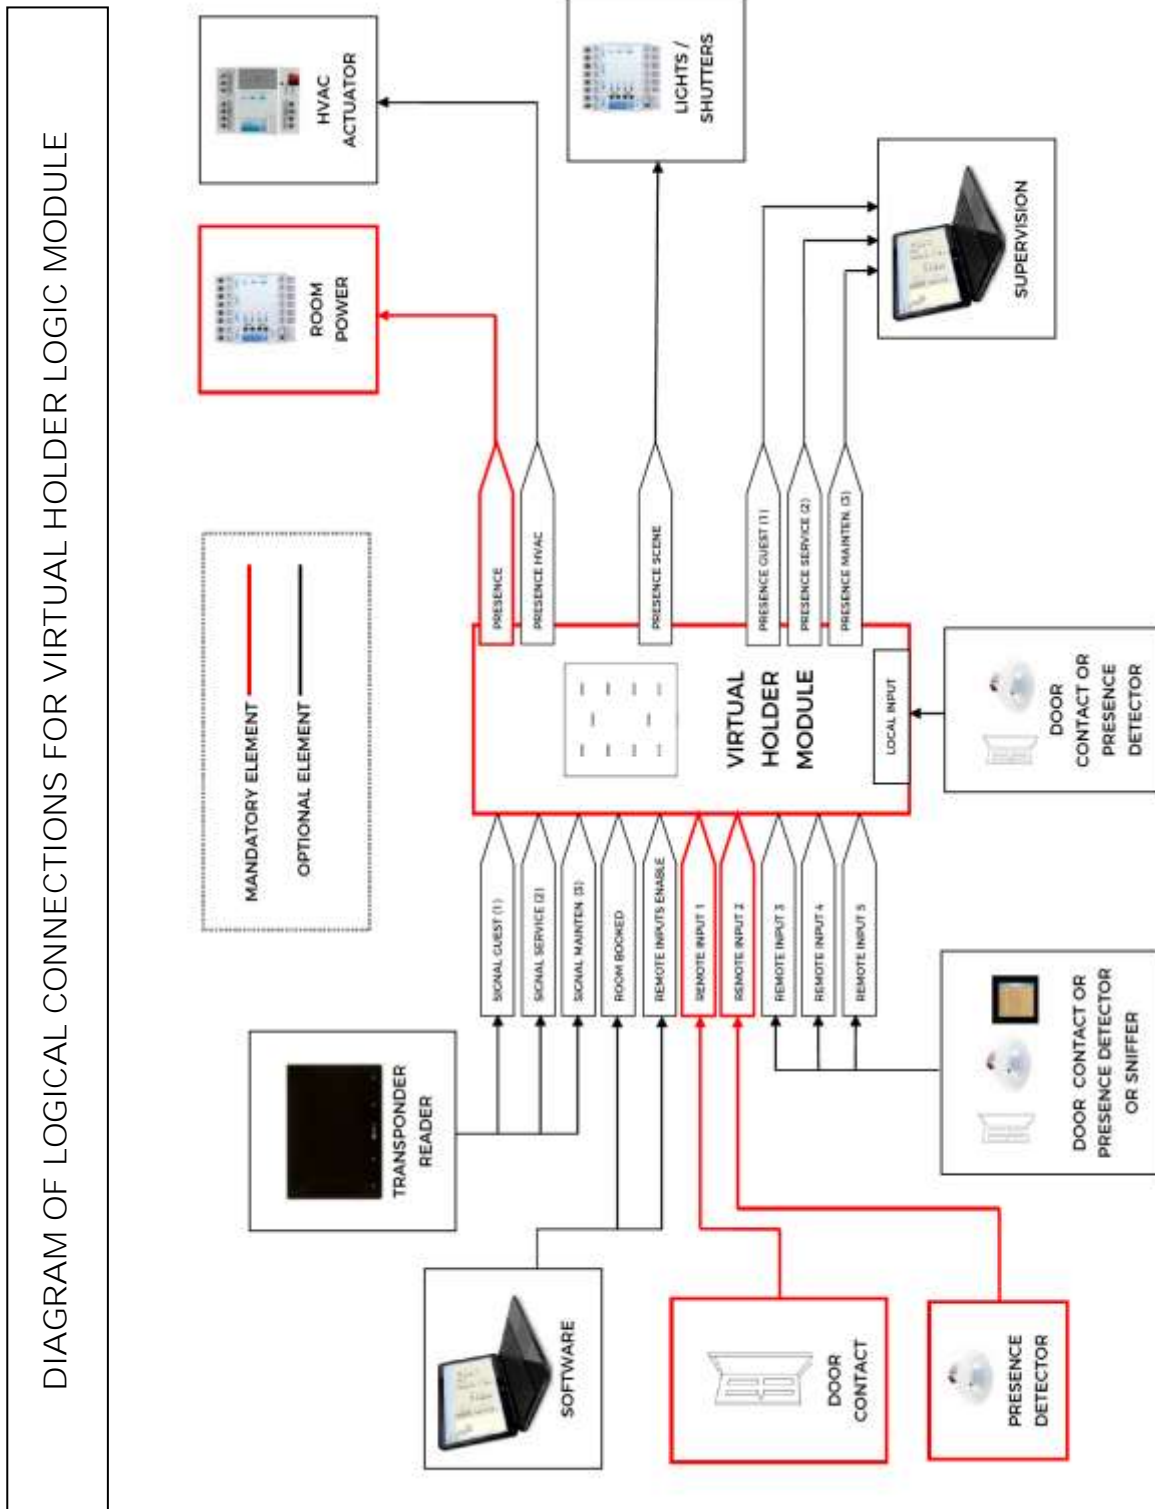 DIAGRAM OF LOGICAL CONNECTIONS FOR VIRTUAL HOLDER LOGIC MODULE
MANDATORY ELEMENT
OPTIONAL ELEMENT
TRANSPONDER
READER
SOFTWARE
DOOR
CONTACT
PRESENCE
DETECTOR
DOOR CONTACT OR
PRESENCE DETECTOR
OR SNIFFER
SIGNAL GUEST (1)
SIGNAL SERVICE (2)
SIGNAL MAINTEN. (3)
ROOM BOOKED
REMOTE INPUTS ENABLE
REMOTE INPUT 1
REMOTE INPUT 2
REMOTE INPUT 3
REMOTE INPUT 4
REMOTE INPUT 5
VIRTUAL
HOLDER
MODULE
LOCAL INPUT
DOOR
CONTACT OR
PRESENCE
DETECTOR
PRESENCE
PRESENCE HVAC
PRESENCE SCENE
PRESENCE GUEST (1)
PRESENCE SERVICE (2)
PRESENCE MAINTEN. (3)
ROOM
POWER
HVAC
ACTUATOR
LIGHTS /
SHUTTERS
SUPERVISION